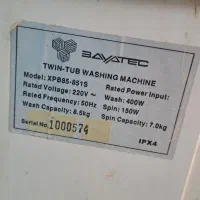 BAVATEC
TWIN-TUB WASHING MACHINE
Model: XPB85-851S
Rated Voltage: 220V ~
Rated Frequency: 50Hz
Wash Capacity: 8.5kg
Rated Power Input:
Wash: 400W
Spin: 150W
Spin Capacity: 7.0kg
Serial No. 1000574
IPX4